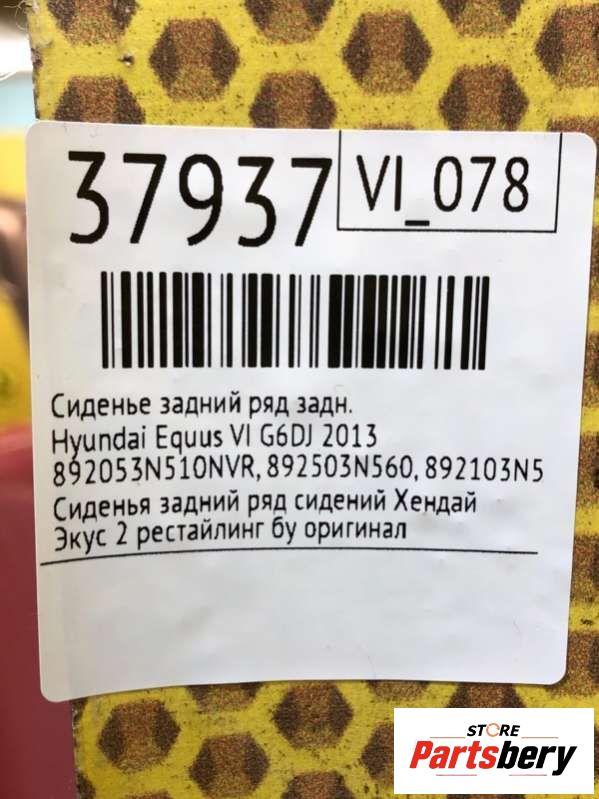 37937
VI_078
Сиденье задний ряд задн.
Hyundai Equus VI G6DJ 2013
892053N510NVR, 892503N560, 892103N5
Сиденья задний ряд сидений Хендай
Экус 2 рестайлинг бу оригинал
STORE
Partsbery